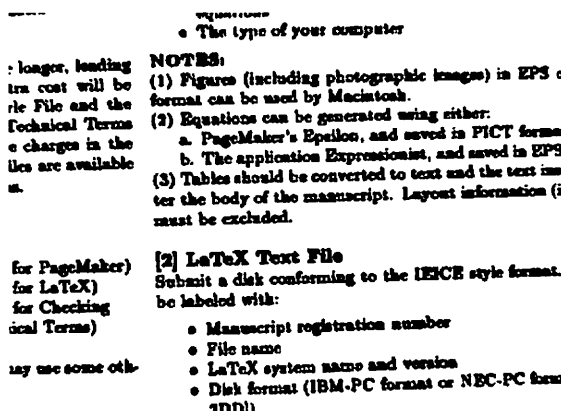 longer, leading
tra cost will be
File and the
Technical Terms
e charges in the
are available
for PageMaker)
for LaTeX)
for Checking
ical Terms)
may use some oth-
equations
• The type of your computer
NOTES:
(1) Figures (including photographic images) in EPS
format can be used by Macintosh.
(2) Equations can be generated using either:
a. PageMaker's Epsilon, and saved in PICT forma
b. The application Expressionist, and saved in EPS
(3) Tables should be converted to text and the text ins
ter the body of the manuscript. Layout information (i
must be excluded.
[2] LaTeX Text File
Submit a disk conforming to the IEICE style format.
be labeled with:
• Manuscript registration number
• File name
• LaTeX system name and version
• Disk format (IBM-PC format or NEC-PC form
2DD))